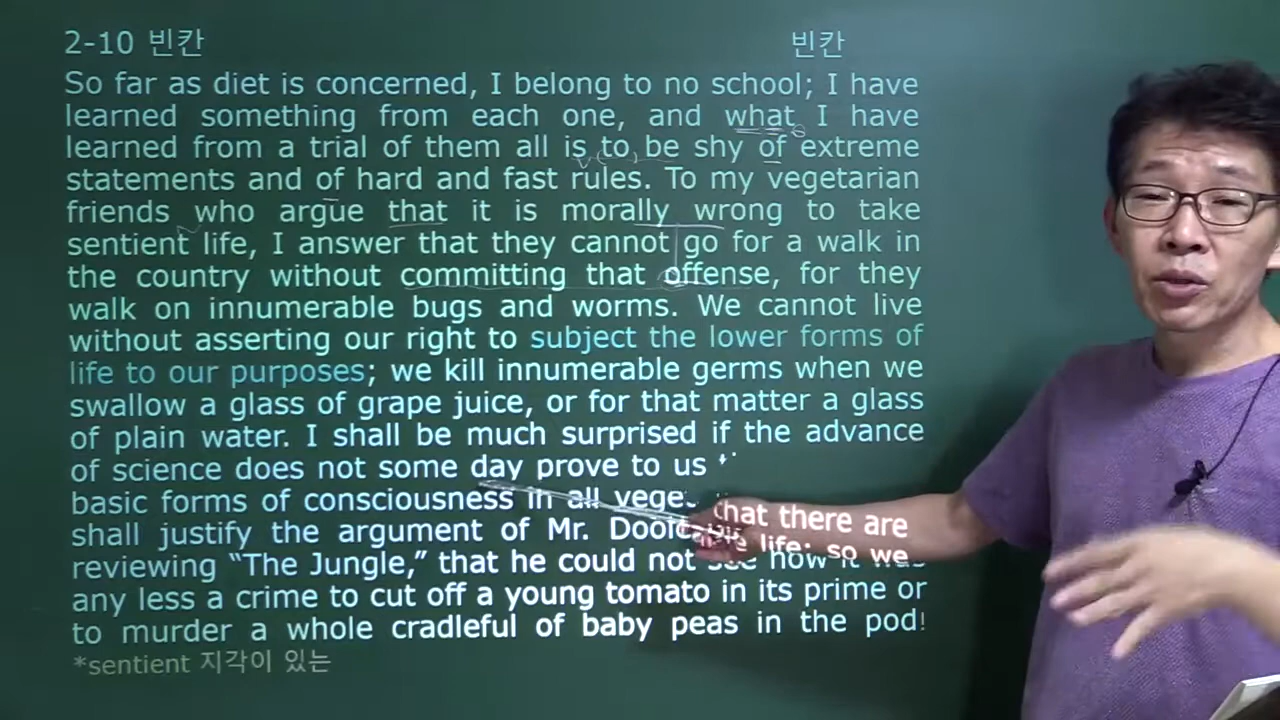 2-10 빈칸 빈칸
So far as diet is concerned, I belong to no school; I have
learned something from each one, and what I have
learned from a trial of them all is to be shy of extreme
statements and of hard and fast rules. To my vegetarian
friends who argue that it is morally wrong to take
sentient life, I answer that they cannot go for a walk in
the country without committing that offense, for they
walk on innumerable bugs and worms. We cannot live
without asserting our right to subject the lower forms of
life to our purposes; we kill innumerable germs when we
swallow a glass of grape juice, or for that matter a glass
of plain water. I shall be much surprised if the advance
of science does not some day prove to us that there are
basic forms of consciousness in all life; so we
shall justify the argument of Mr.
reviewing “The Jungle,” that he could not see how it was
any less a crime to cut off a young tomato in its prime or
to murder a whole cradleful of baby peas in the pod!
*sentient 지각이 있는